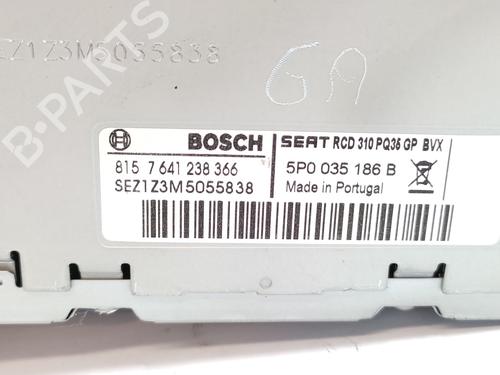 EZ1Z3M5055838
GA
BOSCH
SEAT RCD 310 PQ35 GP BVX
815 7 641 238 366
5P0 035 186 B
SEZ1Z3M5055838
Made in Portugal
B-PARTS